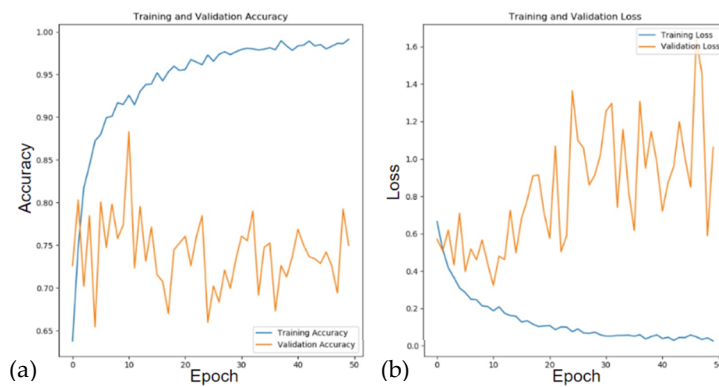 Training and Validation Accuracy
1.00
0.95
0.90
0.85
0.80
0.75
0.70
0.65
Accuracy
Training Accuracy
Validation Accuracy
0 10 20 30 40 50
Epoch
(a)
Training and Validation Loss
Training Loss
Validation Loss
1.6
1.4
1.2
1.0
0.8
0.6
0.4
0.2
0.0
Loss
0 10 20 30 40 50
Epoch
(b)